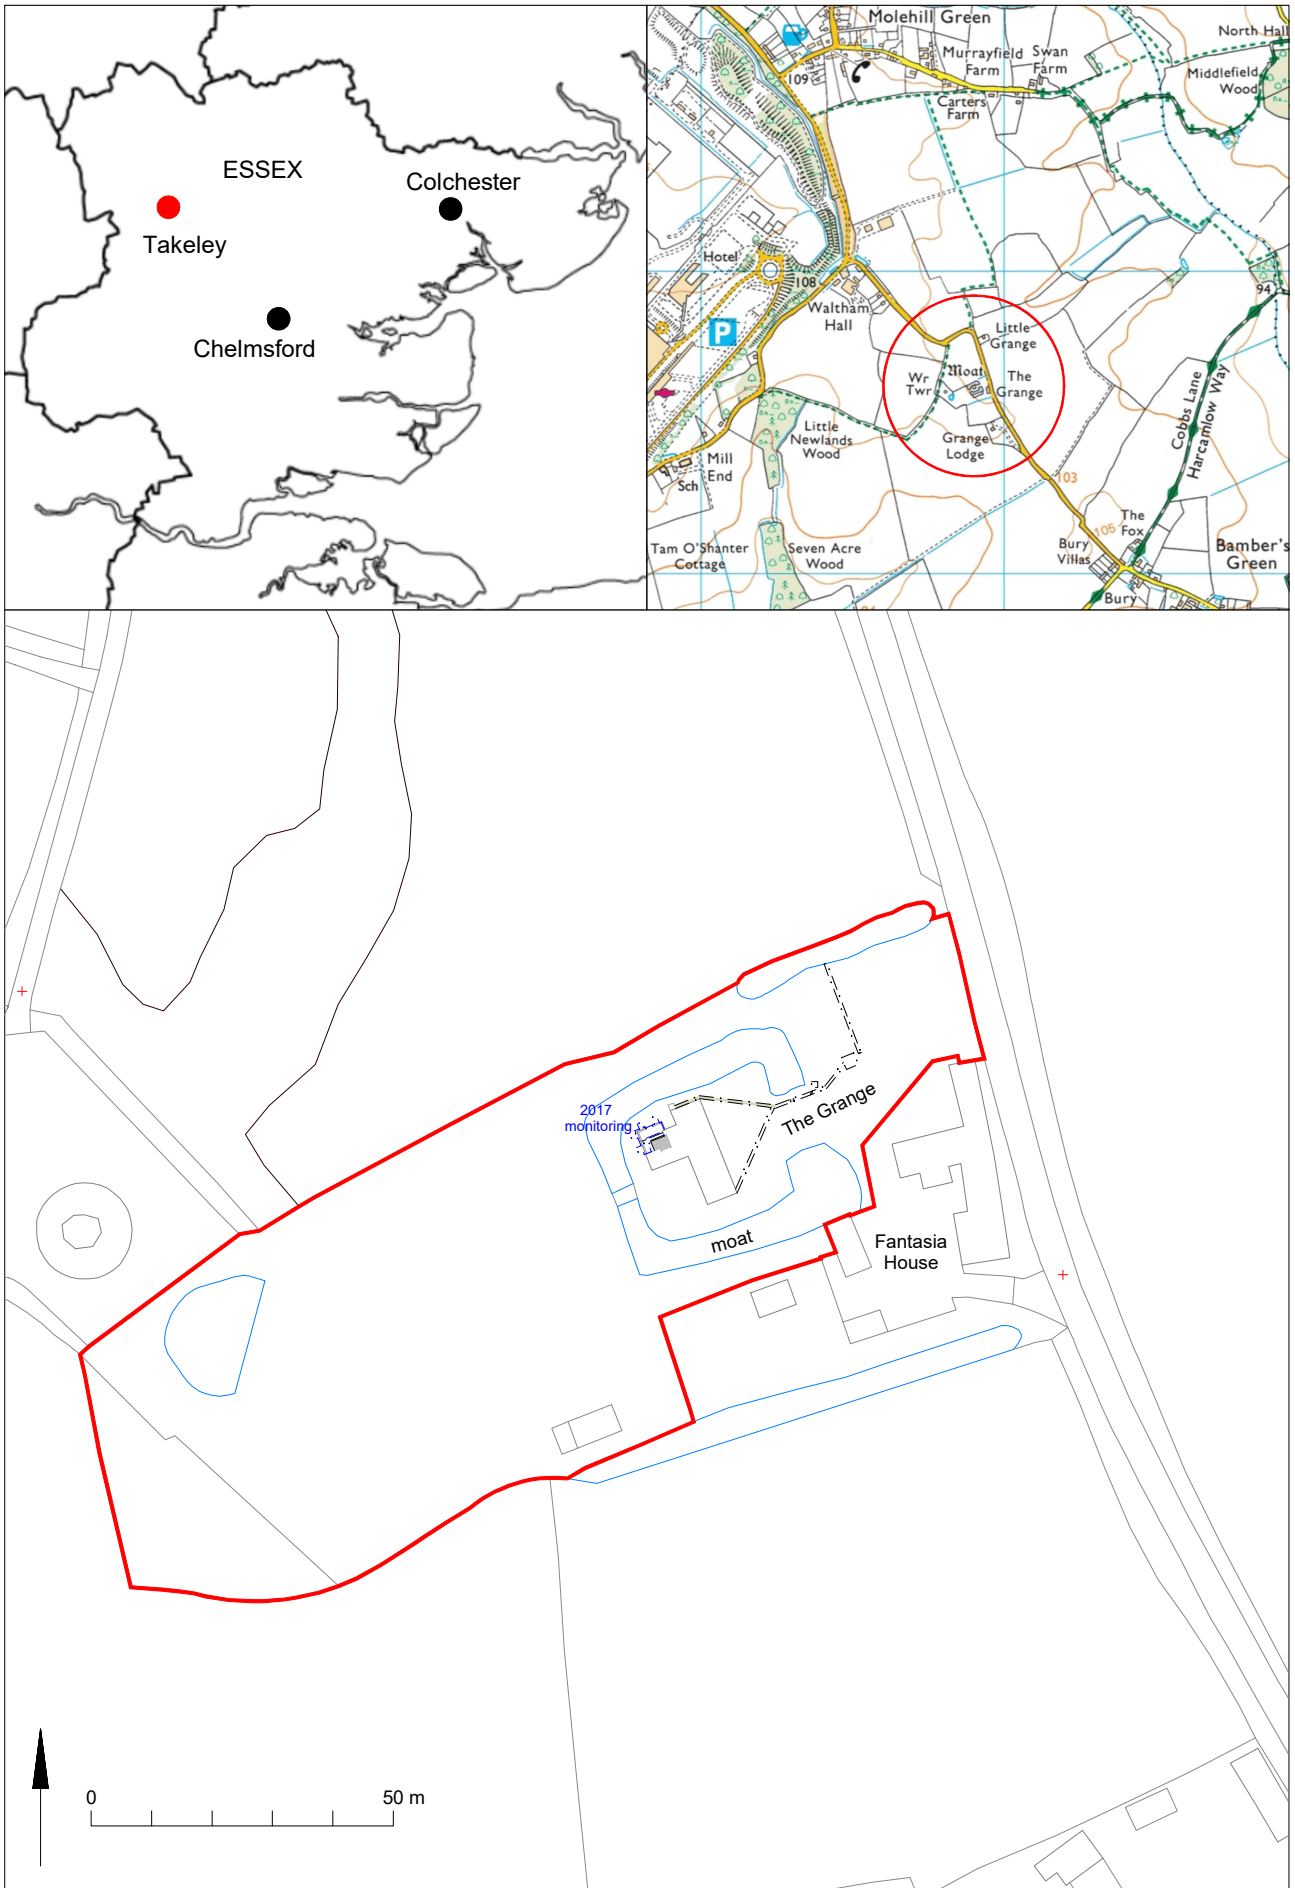 ESSEX
Colchester
Takeley
Chelmsford
Molehill Green
North Hall
Murrayfield
Farm
Swan
Farm
Middlefield
Wood
109
Carters
Farm
Hotel
108
94
Waltham
Hall
Little
Grange
P
Moat
Wr
Twr
The
Grange
Cobbs Lane
Harcamlow Way
Little
Newlands
Wood
Grange
Lodge
Mill
End
Sch
103
The
Fox
105
Bury
Villas
Tam O'Shanter
Cottage
Seven Acre
Wood
Bamber's
Green
Bury
2017
monitoring
The Grange
moat
Fantasia
House
0
50 m